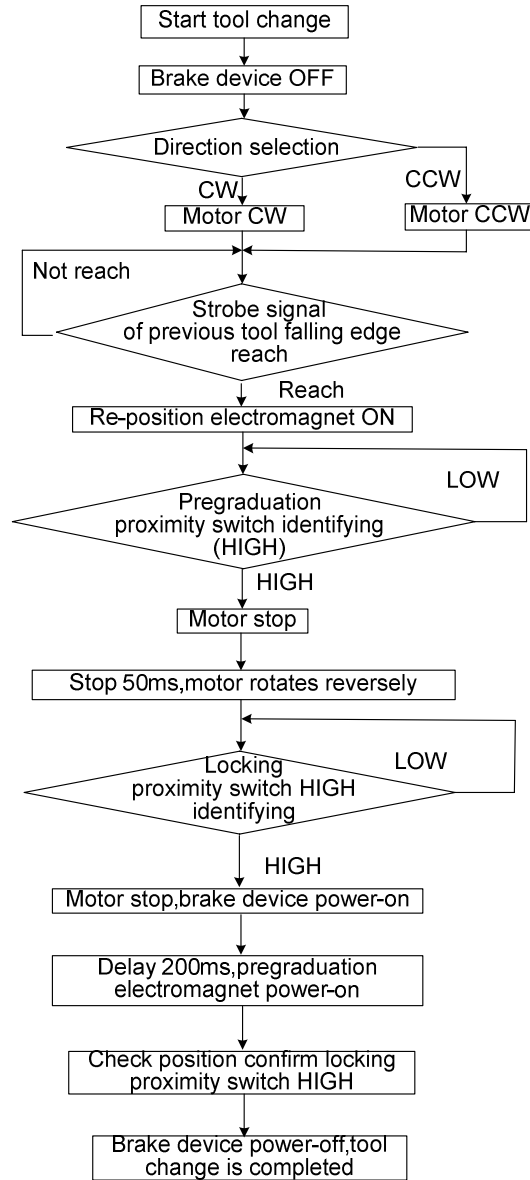 Start tool change
Brake device OFF
Direction selection
CW
CCW
Motor CW
Motor CCW
Not reach
Strobe signal
of previous tool falling edge
reach
Reach
Re-position electromagnet ON
LOW
Pregraduation
proximity switch identifying
(HIGH)
HIGH
Motor stop
Stop 50ms,motor rotates reversely
LOW
Locking
proximity switch HIGH
identifying
HIGH
Motor stop,brake device power-on
Delay 200ms,pregraduation
electromagnet power-on
Check position confirm locking
proximity switch HIGH
Brake device power-off,tool
change is completed